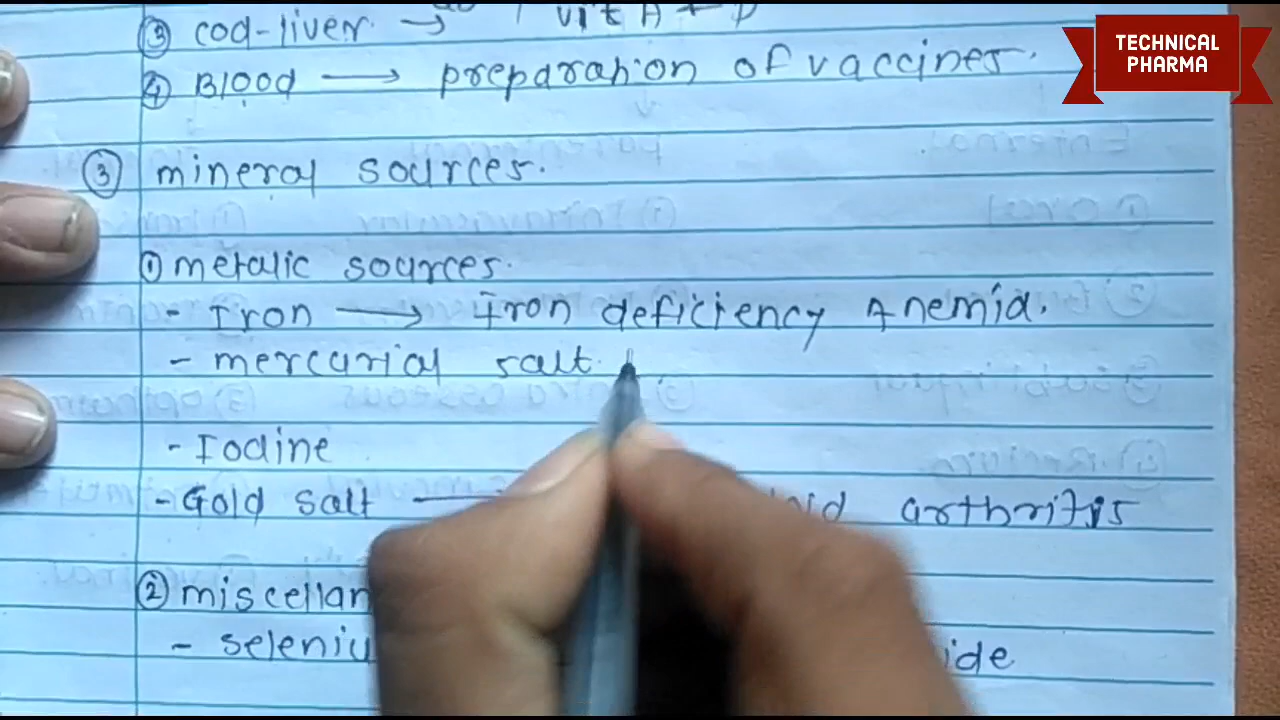 ③ cod-liver → vit A + D
④ Blood → preparation of vaccines.
TECHNICAL
PHARMA
③ mineral sources.
① metalic sources.
- Iron → Iron deficiency Anemia.
- mercurial salt.
- Iodine
- Gold salt arthritis
② miscellan
- seleniu ide